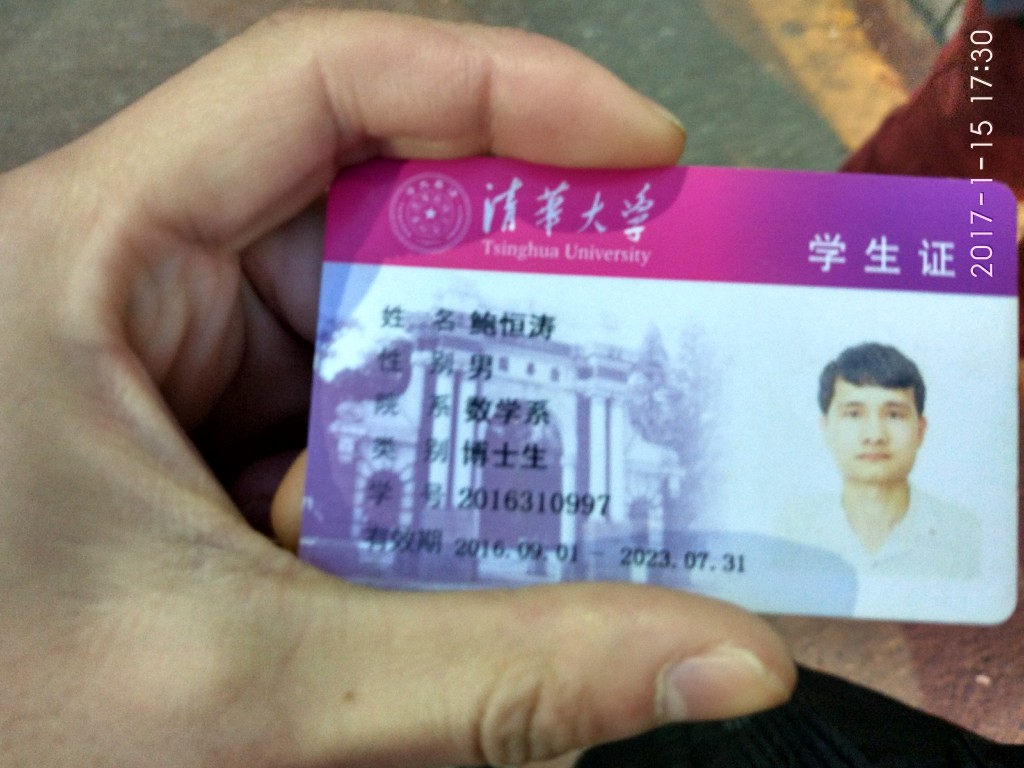 清华大学
Tsinghua University
学生证
姓 名 鲍恒涛
性 别 男
院 系 数学系
类 别 博士生
学 号 2016310997
有效期 2016.09.01 - 2023.07.31
2017-1-15 17:30